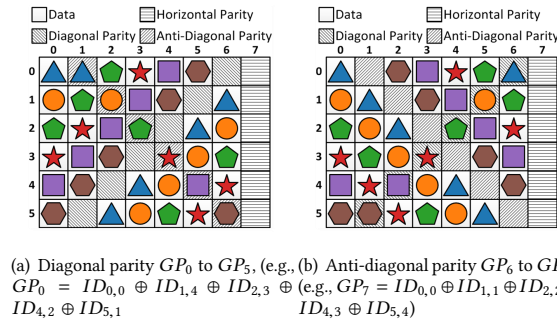 Data Horizontal Parity Data Horizontal Parity
Diagonal Parity Anti-Diagonal Parity Diagonal Parity Anti-Diagonal Parity
0 1 2 3 4 5 6 7 0 1 2 3 4 5 6 7
0 0
1 1
2 2
3 3
4 4
5 5
(a) Diagonal parity GP₀ to GP₅, (e.g., (b) Anti-diagonal parity GP₆ to GP
GP₀ = ID₀,₀ ⊕ ID₁,₄ ⊕ ID₂,₃ ⊕ (e.g., GP₇ = ID₀,₀ ⊕ ID₁,₁ ⊕ ID₂,₂
ID₄,₂ ⊕ ID₅,₁) ID₄,₃ ⊕ ID₅,₄)